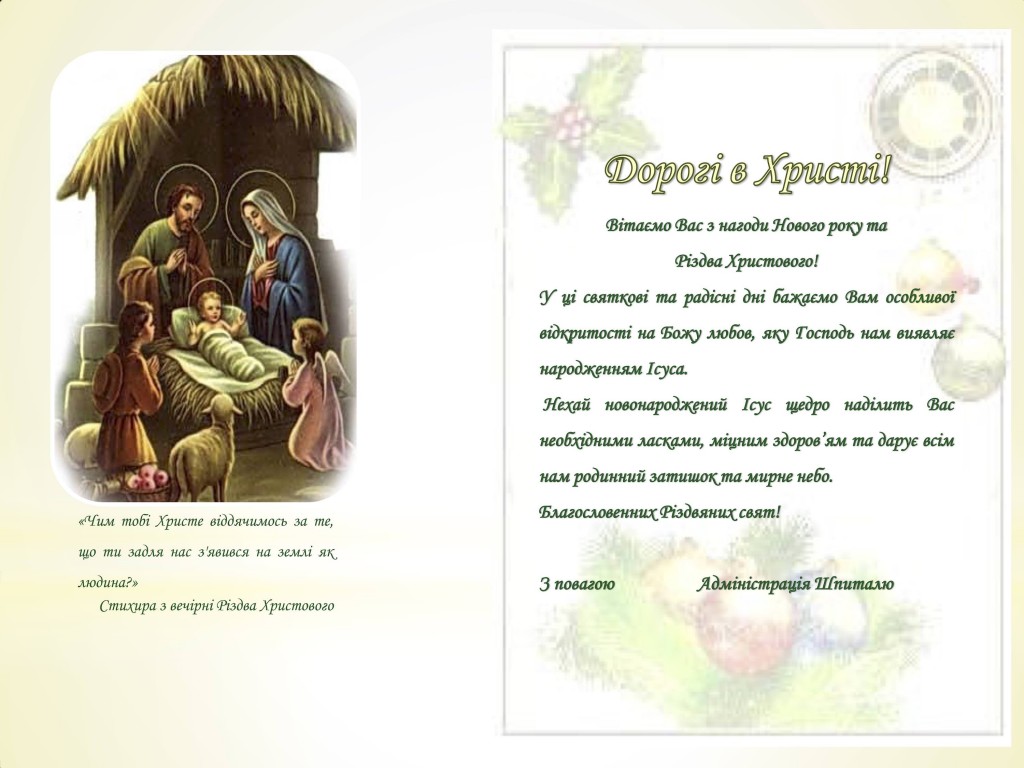 «Чим тобі Христе віддячимось за те,
що ти задля нас з'явився на землі як
людина?»
Стихира з вечірні Різдва Христового
Дорогі в Христі!
Вітаємо Вас з нагоди Нового року та
Різдва Христового!
У ці святкові та радісні дні бажаємо Вам особливої
відкритості на Божу любов, яку Господь нам виявляє
народженням Ісуса.
Нехай новонароджений Ісус щедро наділить Вас
необхідними ласками, міцним здоров’ям та дарує всім
нам родинний затишок та мирне небо.
Благословенних Різдвяних свят!
З повагою Адміністрація Шпиталю